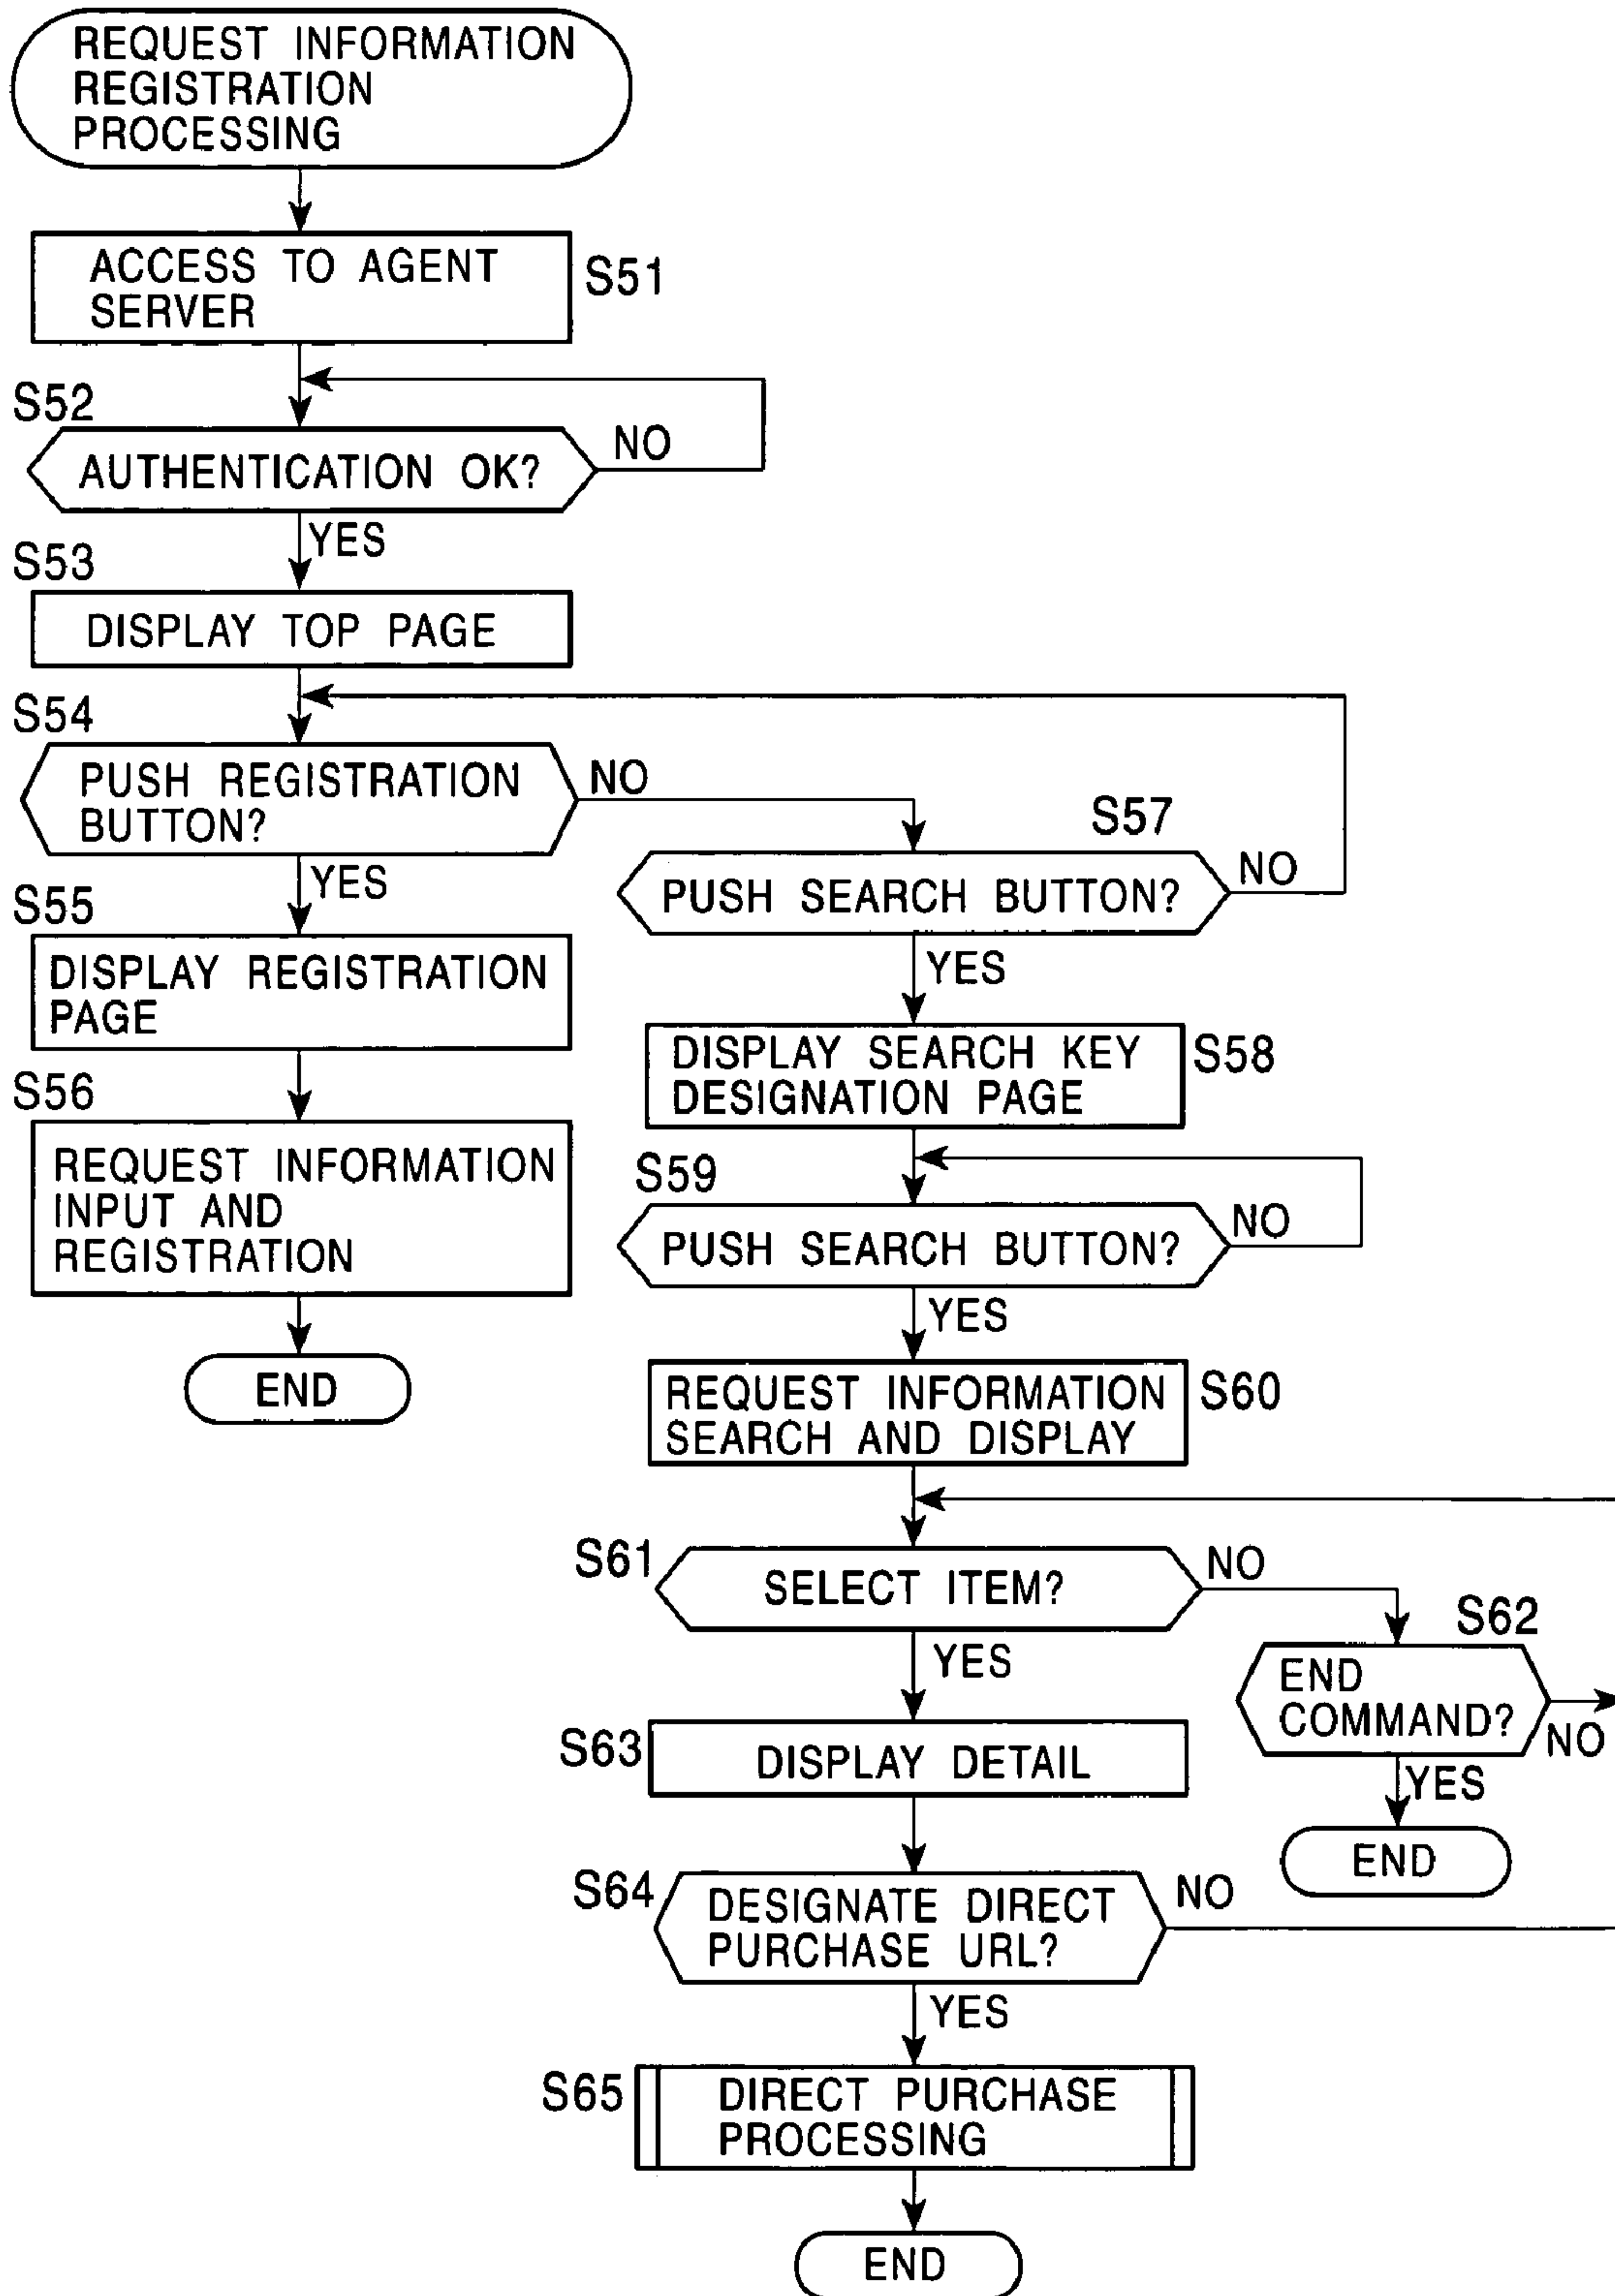 REQUEST INFORMATION
REGISTRATION
PROCESSING
ACCESS TO AGENT
SERVER
S51
S52
AUTHENTICATION OK?
NO
YES
S53
DISPLAY TOP PAGE
S54
PUSH REGISTRATION
BUTTON?
NO
YES
S55
DISPLAY REGISTRATION
PAGE
S56
REQUEST INFORMATION
INPUT AND
REGISTRATION
END
S57
PUSH SEARCH BUTTON?
NO
YES
DISPLAY SEARCH KEY
DESIGNATION PAGE
S58
S59
PUSH SEARCH BUTTON?
NO
YES
REQUEST INFORMATION
SEARCH AND DISPLAY
S60
S61
SELECT ITEM?
NO
YES
S62
END
COMMAND?
NO
YES
END
S63
DISPLAY DETAIL
S64
DESIGNATE DIRECT
PURCHASE URL?
NO
YES
S65
DIRECT PURCHASE
PROCESSING
END